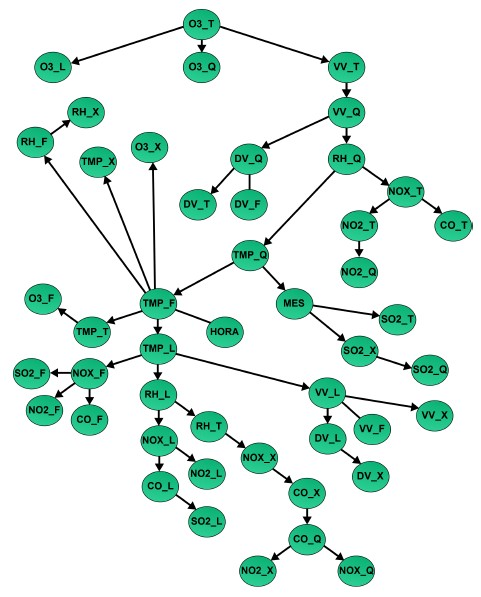 O3_T
O3_L
O3_Q
VV_T
RH_X
VV_Q
RH_F
TMP_X
O3_X
DV_Q
RH_Q
DV_T
DV_F
NOX_T
NO2_T
CO_T
TMP_Q
NO2_Q
O3_F
TMP_F
MES
TMP_T
HORA
SO2_T
TMP_L
SO2_X
SO2_Q
SO2_F
NOX_F
RH_L
VV_L
NO2_F
CO_F
RH_T
VV_F
VV_X
NOX_L
DV_L
NOX_X
NO2_L
DV_X
CO_L
CO_X
SO2_L
CO_Q
NO2_X
NOX_Q